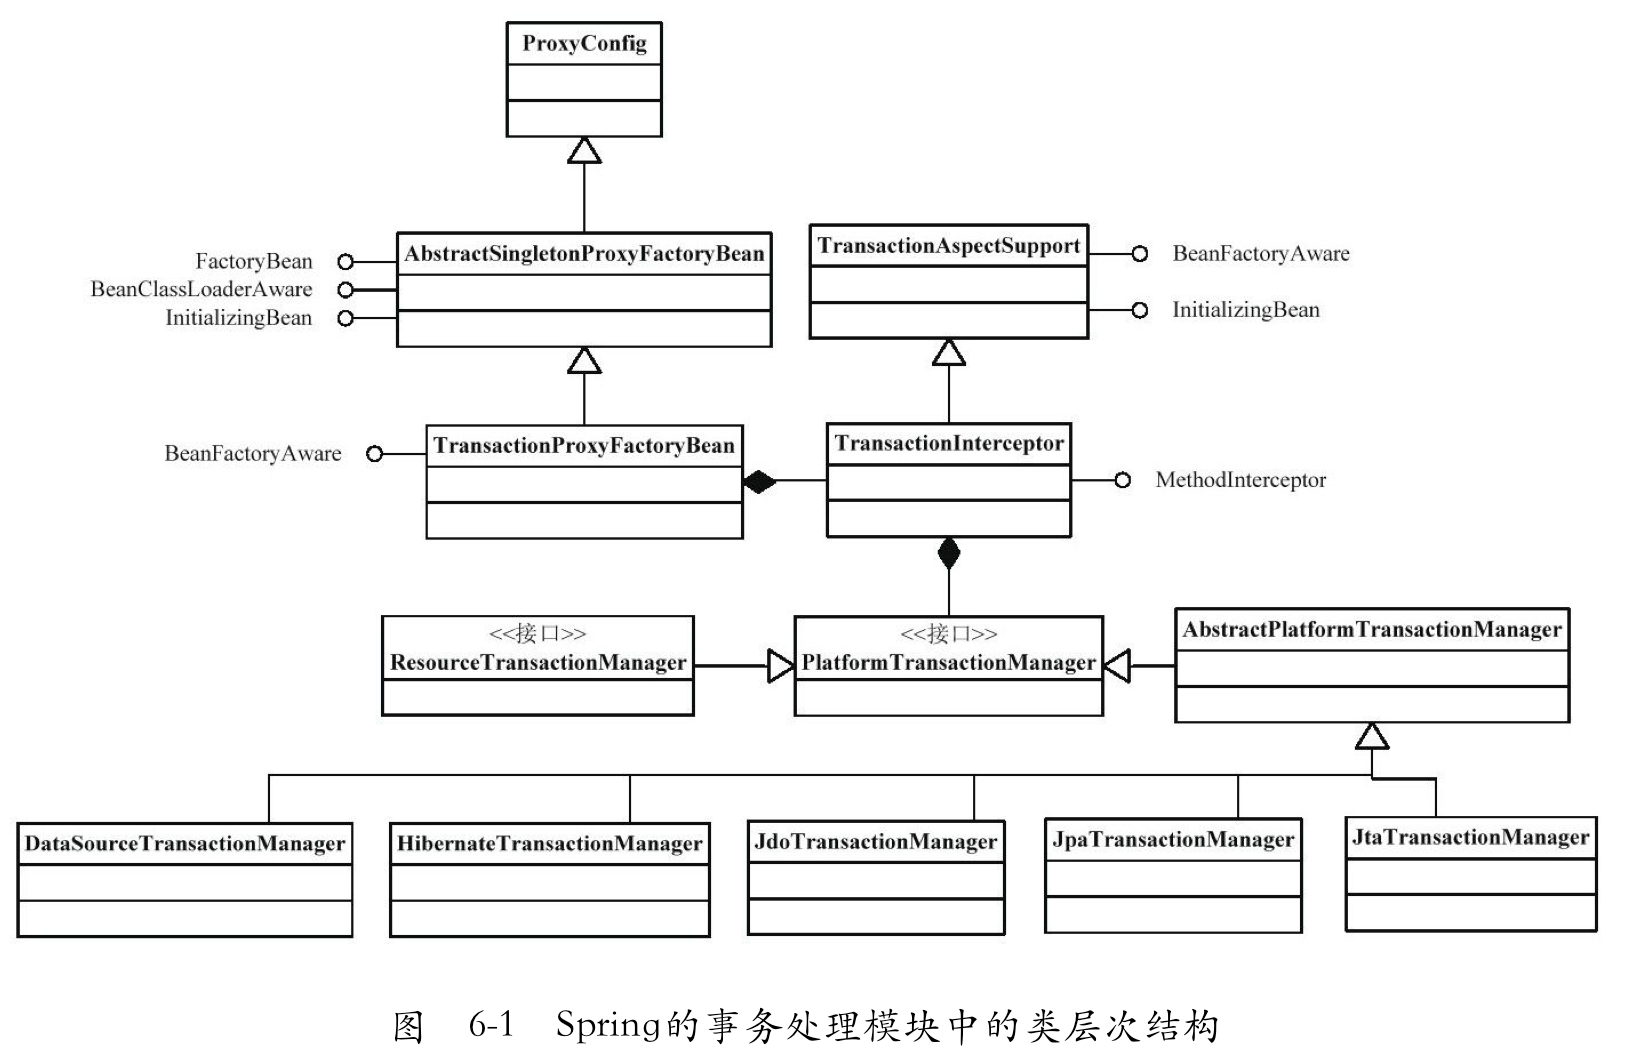 ProxyConfig
AbstractSingletonProxyFactoryBean
FactoryBean
BeanClassLoaderAware
InitializingBean
TransactionAspectSupport
BeanFactoryAware
InitializingBean
BeanFactoryAware
TransactionProxyFactoryBean
TransactionInterceptor
MethodInterceptor
<<接口>>
ResourceTransactionManager
<<接口>>
PlatformTransactionManager
AbstractPlatformTransactionManager
DataSourceTransactionManager
HibernateTransactionManager
JdoTransactionManager
JpaTransactionManager
JtaTransactionManager
图 6-1 Spring的事务处理模块中的类层次结构